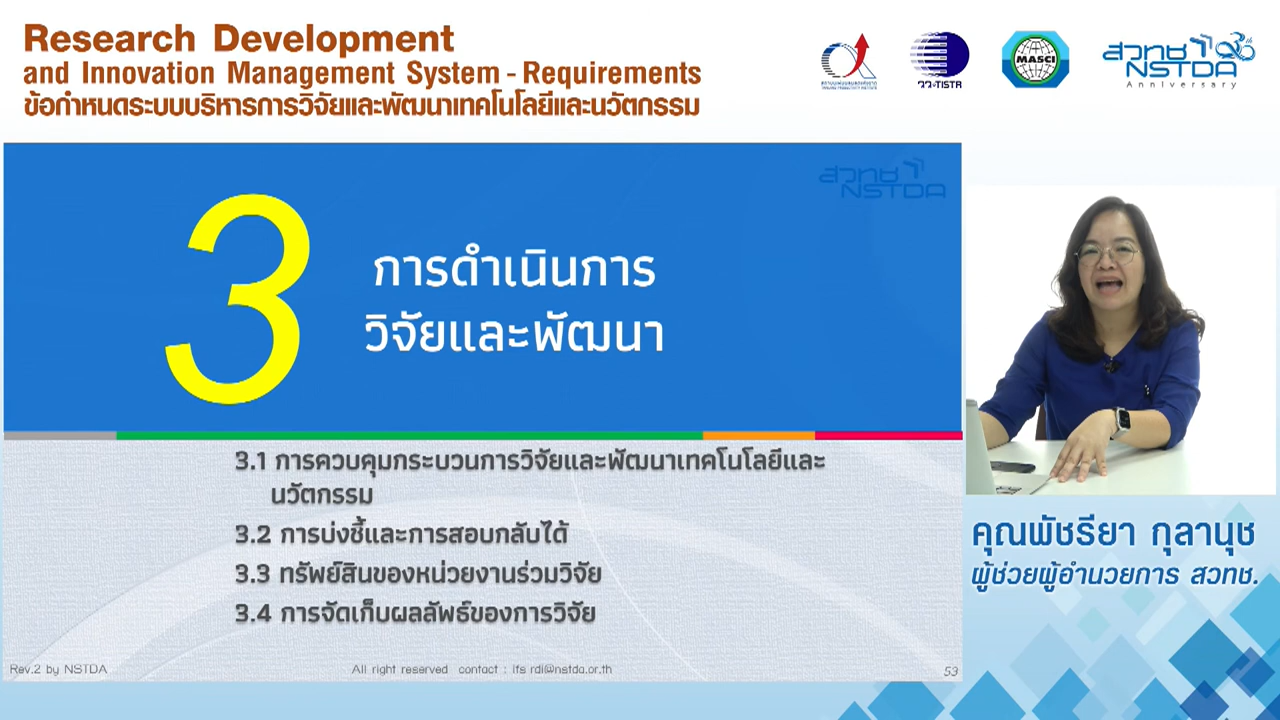 Research Development
and Innovation Management System - Requirements
ข้อกำหนดระบบบริหารการวิจัยและพัฒนาเทคโนโลยีและนวัตกรรม
วว•TISTR
MASCI
สวทช
NSTDA
Anniversary
สวทช
NSTDA
3
การดำเนินการ
วิจัยและพัฒนา
3.1 การควบคุมกระบวนการวิจัยและพัฒนาเทคโนโลยีและ
นวัตกรรม
3.2 การบ่งชี้และการสอบกลับได้
3.3 ทรัพย์สินของหน่วยงานร่วมวิจัย
3.4 การจัดเก็บผลลัพธ์ของการวิจัย
Rev.2 by NSTDA
All right reserved contact : its rdi@nstda.or.th
53
คุณพัชรียา กุลานุช
ผู้ช่วยผู้อำนวยการ สวทช.